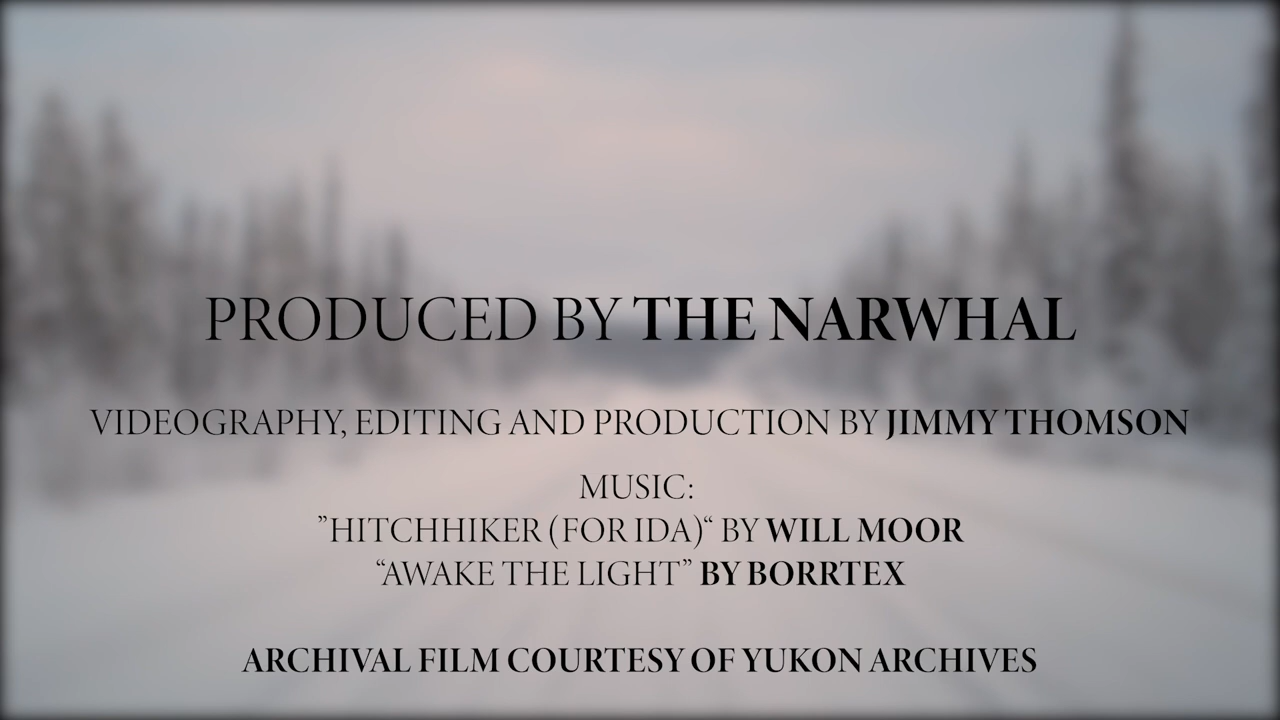 PRODUCED BY THE NARWHAL
VIDEOGRAPHY, EDITING AND PRODUCTION BY JIMMY THOMSON
MUSIC:
”HITCHHIKER (FOR IDA)“ BY WILL MOOR
“AWAKE THE LIGHT” BY BORRTEX
ARCHIVAL FILM COURTESY OF YUKON ARCHIVES